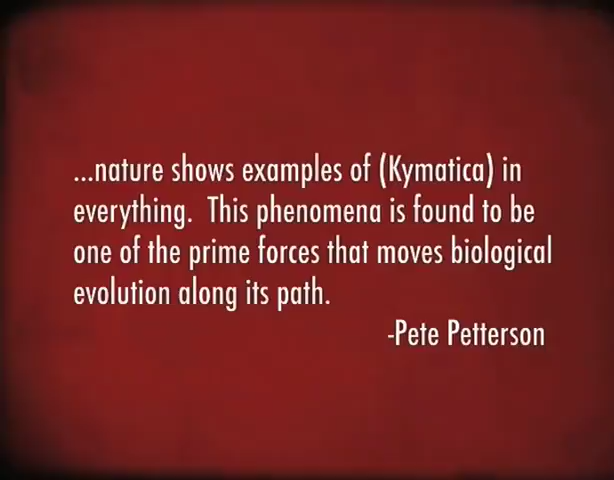 ...nature shows examples of (Kymatica) in
everything.  This phenomena is found to be
one of the prime forces that moves biological
evolution along its path.
-Pete Petterson